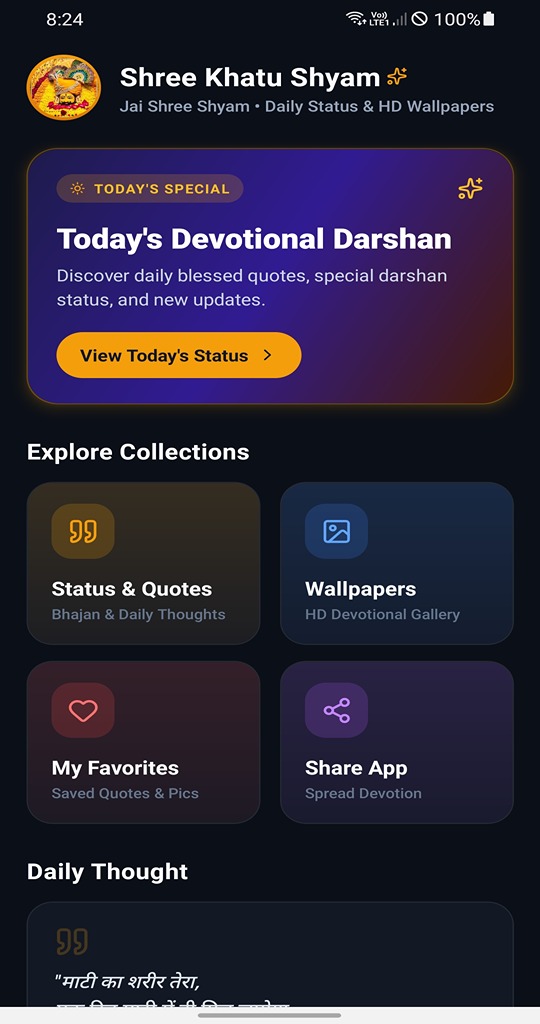 8:24
Vo))
LTE1
100%
Shree Khatu Shyam
Jai Shree Shyam • Daily Status & HD Wallpapers
TODAY'S SPECIAL
Today's Devotional Darshan
Discover daily blessed quotes, special darshan
status, and new updates.
View Today's Status
Explore Collections
Status & Quotes
Bhajan & Daily Thoughts
Wallpapers
HD Devotional Gallery
My Favorites
Saved Quotes & Pics
Share App
Spread Devotion
Daily Thought
"माटी का शरीर तेरा,